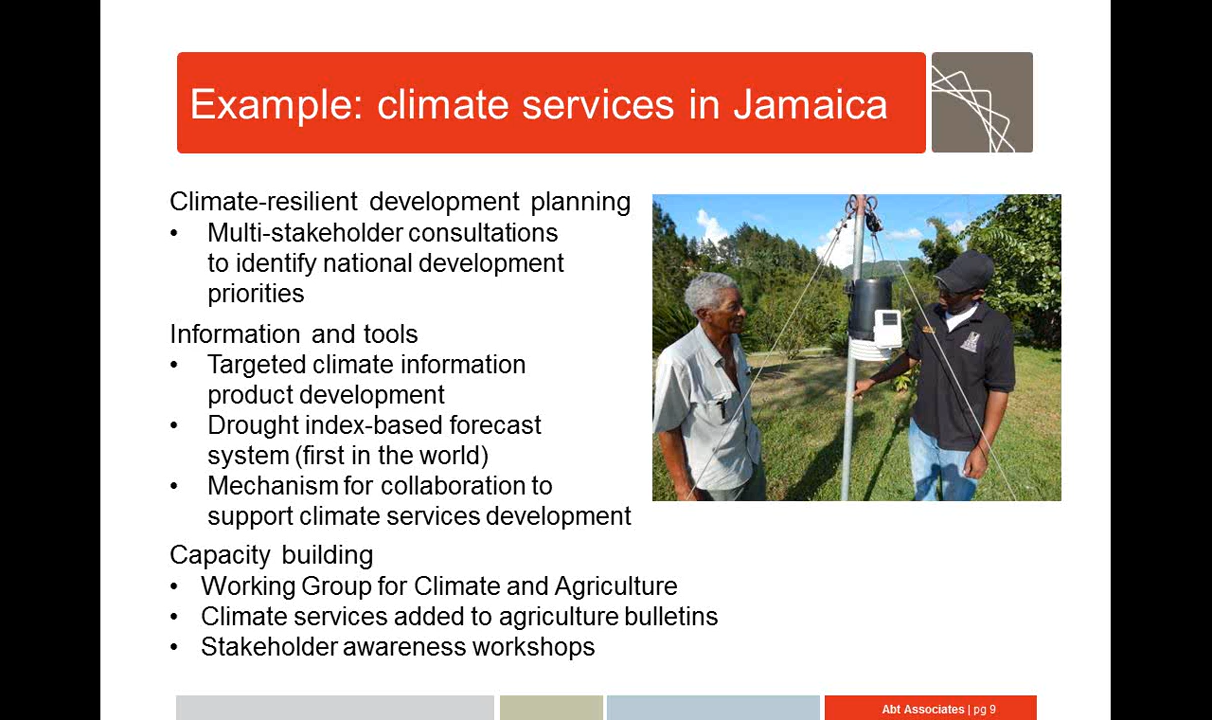 Example: climate services in Jamaica
Climate-resilient development planning
• Multi-stakeholder consultations
to identify national development
priorities
Information and tools
• Targeted climate information
product development
• Drought index-based forecast
system (first in the world)
• Mechanism for collaboration to
support climate services development
Capacity building
• Working Group for Climate and Agriculture
• Climate services added to agriculture bulletins
• Stakeholder awareness workshops
Abt Associates | pg 9